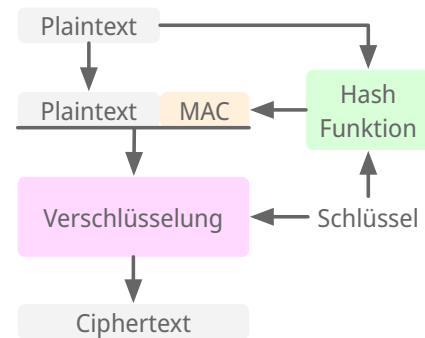 Plaintext
Hash
Funktion
Plaintext MAC
Verschlüsselung
Schlüssel
Ciphertext